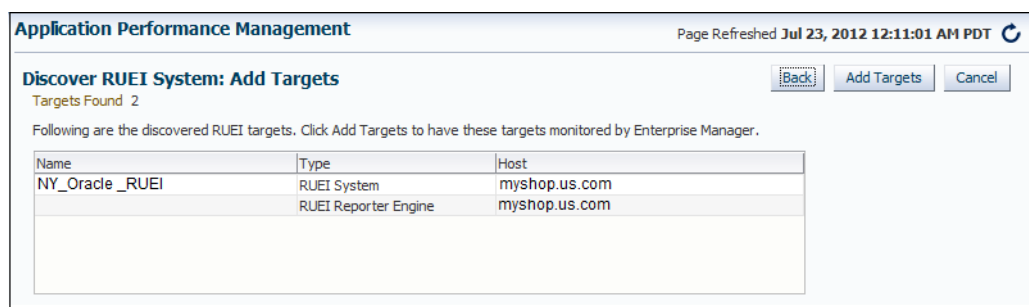 Application Performance Management
Page Refreshed Jul 23, 2012 12:11:01 AM PDT
Discover RUEI System: Add Targets
Back Add Targets Cancel
Targets Found 2
Following are the discovered RUEI targets. Click Add Targets to have these targets monitored by Enterprise Manager.
Name Type Host
NY_Oracle _RUEI RUEI System myshop.us.com
RUEI Reporter Engine myshop.us.com